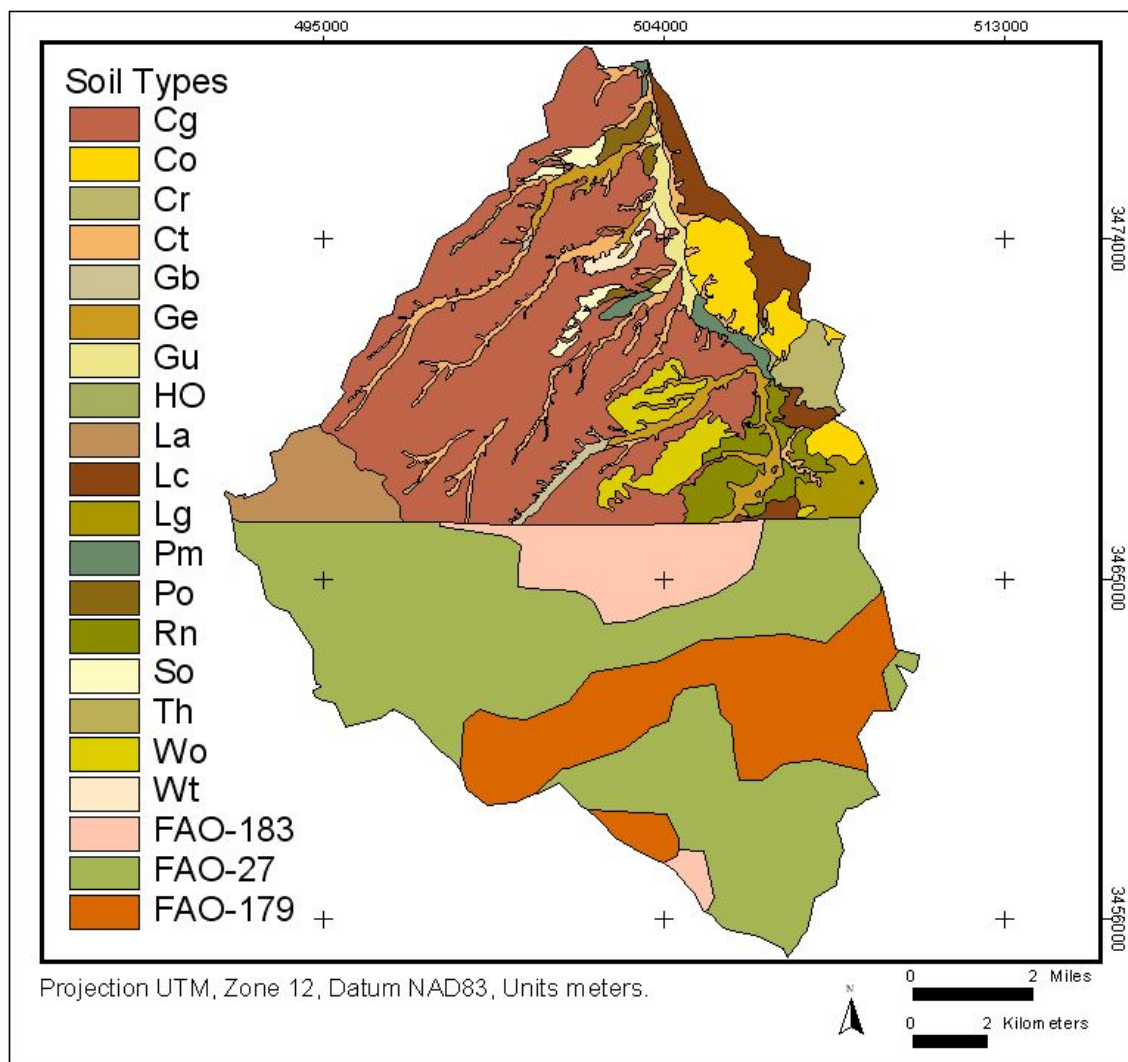 495000 504000 513000
Soil Types
Cg
Co
Cr
Ct
Gb
Ge
Gu
HO
La
Lc
Lg
Pm
Po
Rn
So
Th
Wo
Wt
FAO-183
FAO-27
FAO-179
3474000
3465000
3456000
Projection UTM, Zone 12, Datum NAD83, Units meters.
N
0 2 Miles
0 2 Kilometers